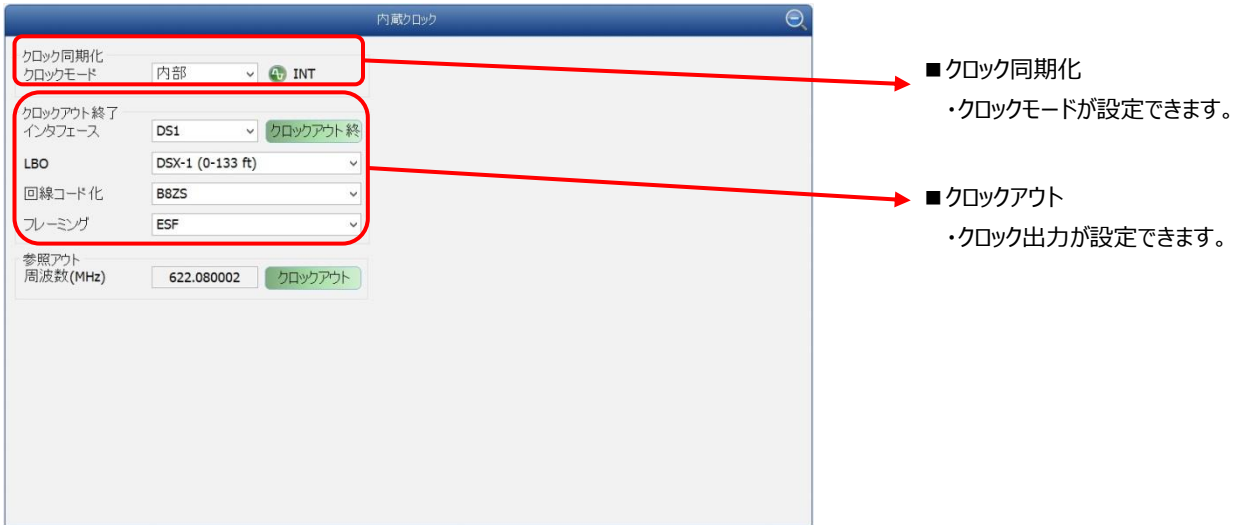 内蔵クロック
クロック同期化
クロックモード 内部 INT
クロックアウト終了
インタフェース DS1 クロックアウト終
LBO DSX-1 (0-133 ft)
回線コード化 B8ZS
フレーミング ESF
参照アウト
周波数(MHz) 622.080002 クロックアウト
■クロック同期化
・クロックモードが設定できます。
■クロックアウト
・クロック出力が設定できます。